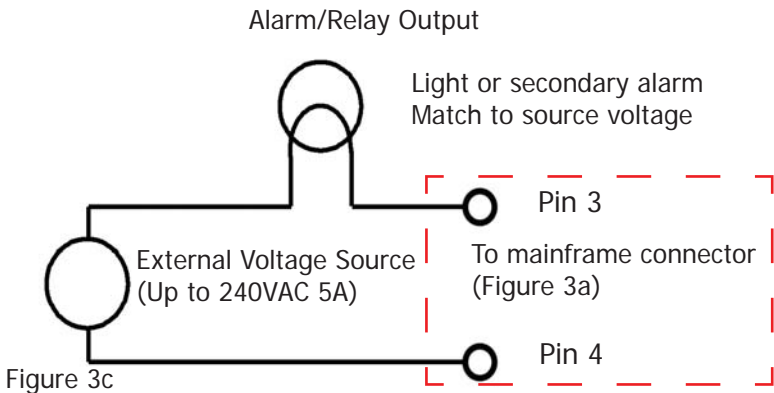 Alarm/Relay Output
Light or secondary alarm
Match to source voltage
Pin 3
External Voltage Source
(Up to 240VAC 5A)
To mainframe connector
(Figure 3a)
Pin 4
Figure 3c